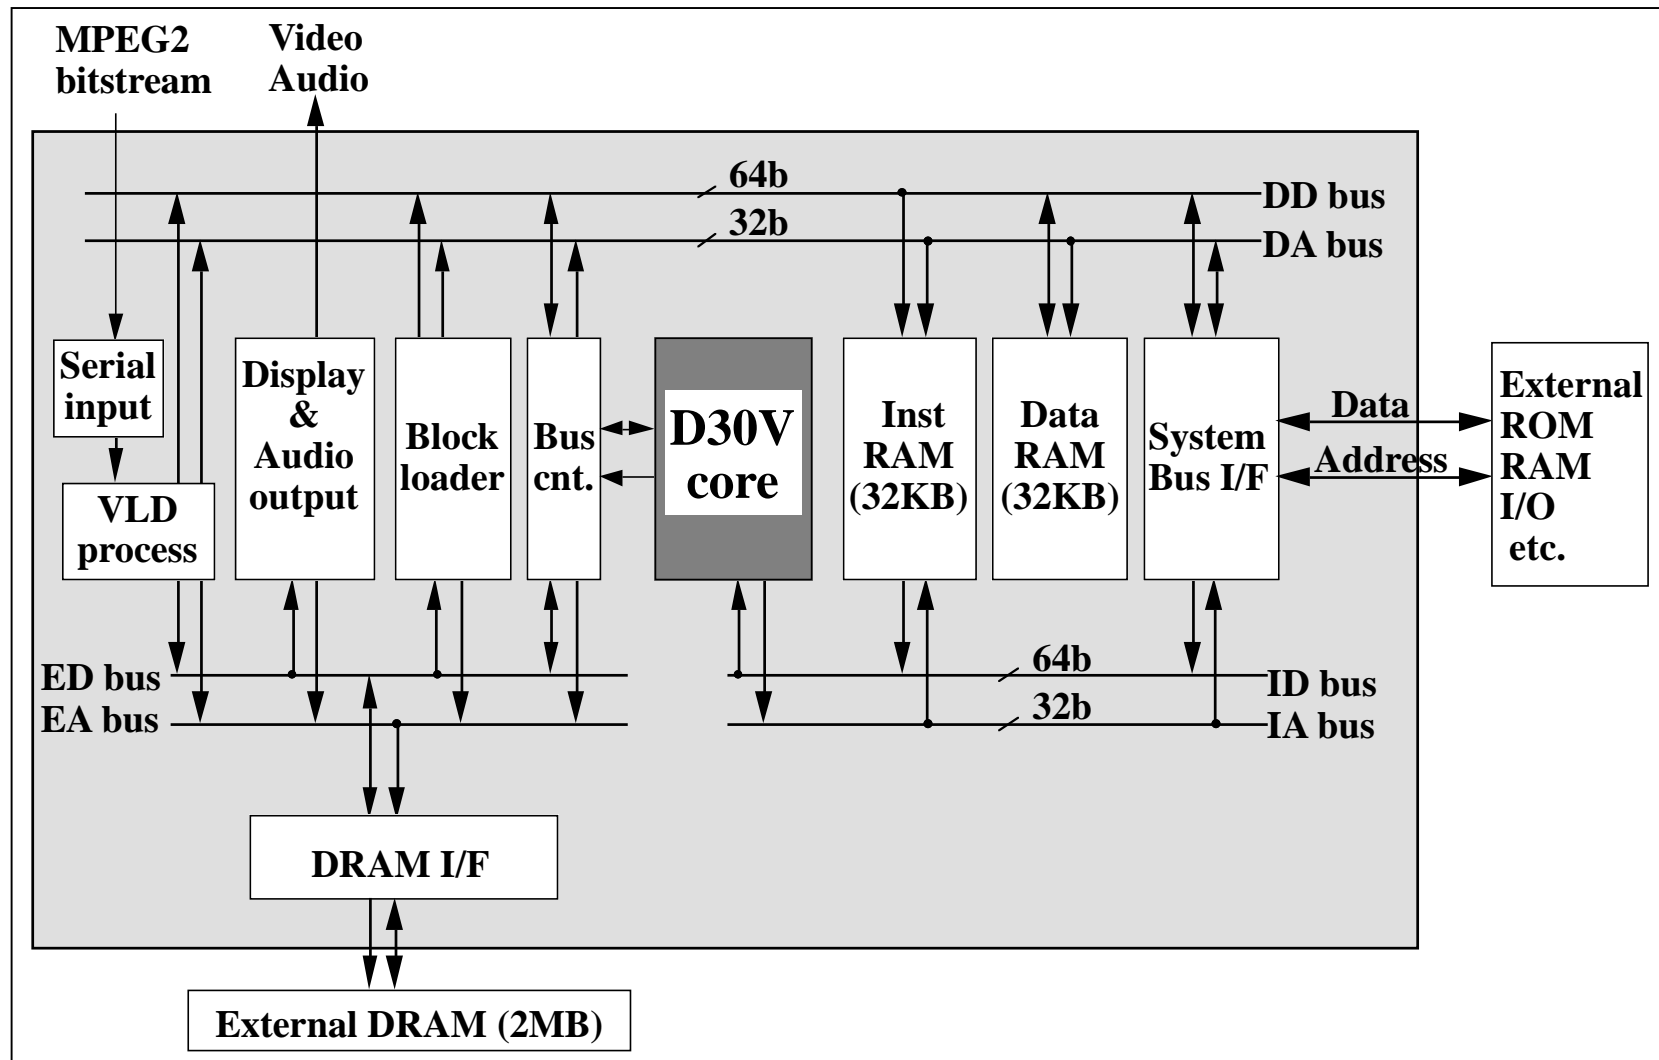 MPEG2
bitstream
Video
Audio
64b
DD bus
32b
DA bus
Serial
input
VLD
process
Display
&
Audio
output
Block
loader
Bus
cnt.
D30V
core
Inst
RAM
(32KB)
Data
RAM
(32KB)
System
Bus I/F
Data
Address
External
ROM
RAM
I/O
etc.
ED bus
EA bus
64b
ID bus
32b
IA bus
DRAM I/F
External DRAM (2MB)